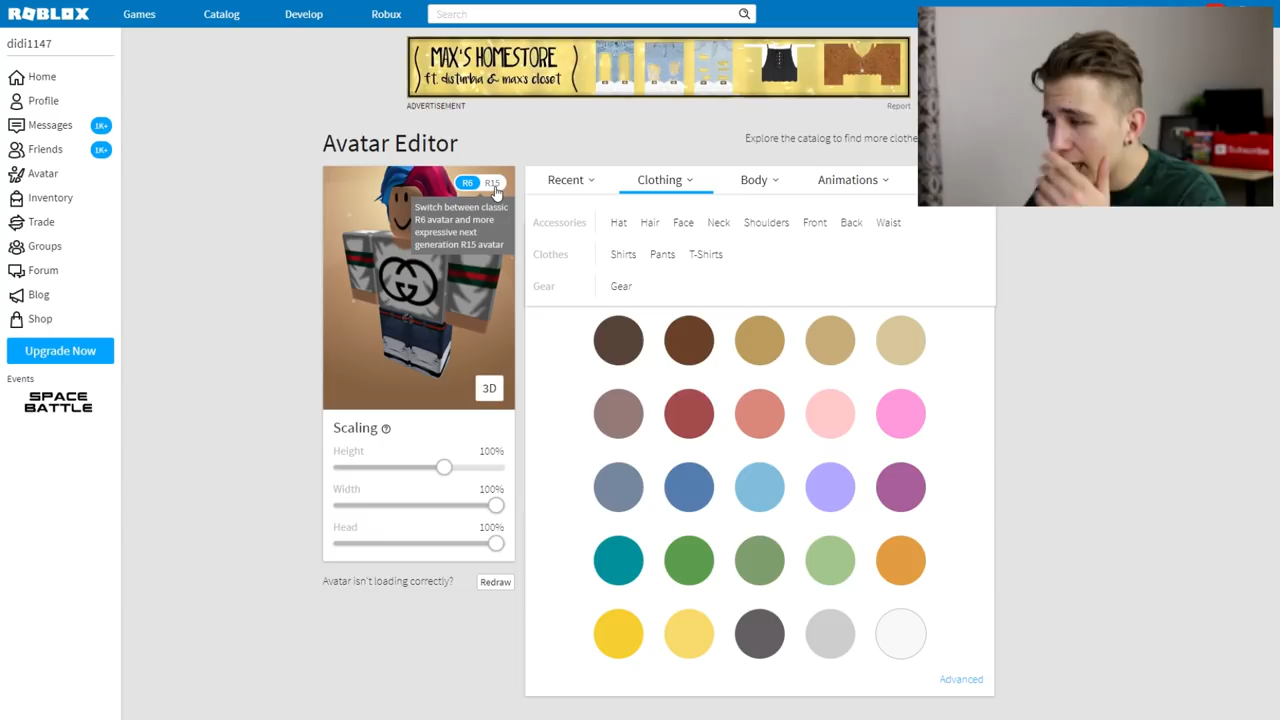 ROBLOX
Games
Catalog
Develop
Robux
Search
didi1147
Home
Profile
Messages 1K+
Friends 1K+
Avatar
Inventory
Trade
Groups
Forum
Blog
Shop
Upgrade Now
Events
SPACE
BATTLE
MAX'S HOMESTORE
ft. disturba & max's closet
ADVERTISEMENT
Report
Avatar Editor
Explore the catalog to find more clothe
R6 R15
Switch between classic
R6 avatar and more
expressive next
generation R15 avatar
3D
Scaling
Height 100%
Width 100%
Head 100%
Avatar isn't loading correctly? Redraw
Recent
Clothing
Body
Animations
Accessories Hat Hair Face Neck Shoulders Front Back Waist
Clothes Shirts Pants T-Shirts
Gear Gear
Advanced
Subscribe